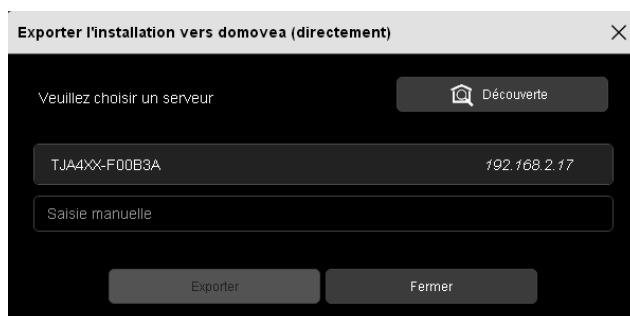 Exporter l'installation vers domovea (directement)
Veuillez choisir un serveur
Découverte
TJA4XX-F00B3A 192.168.2.17
Saisie manuelle
Exporter
Fermer